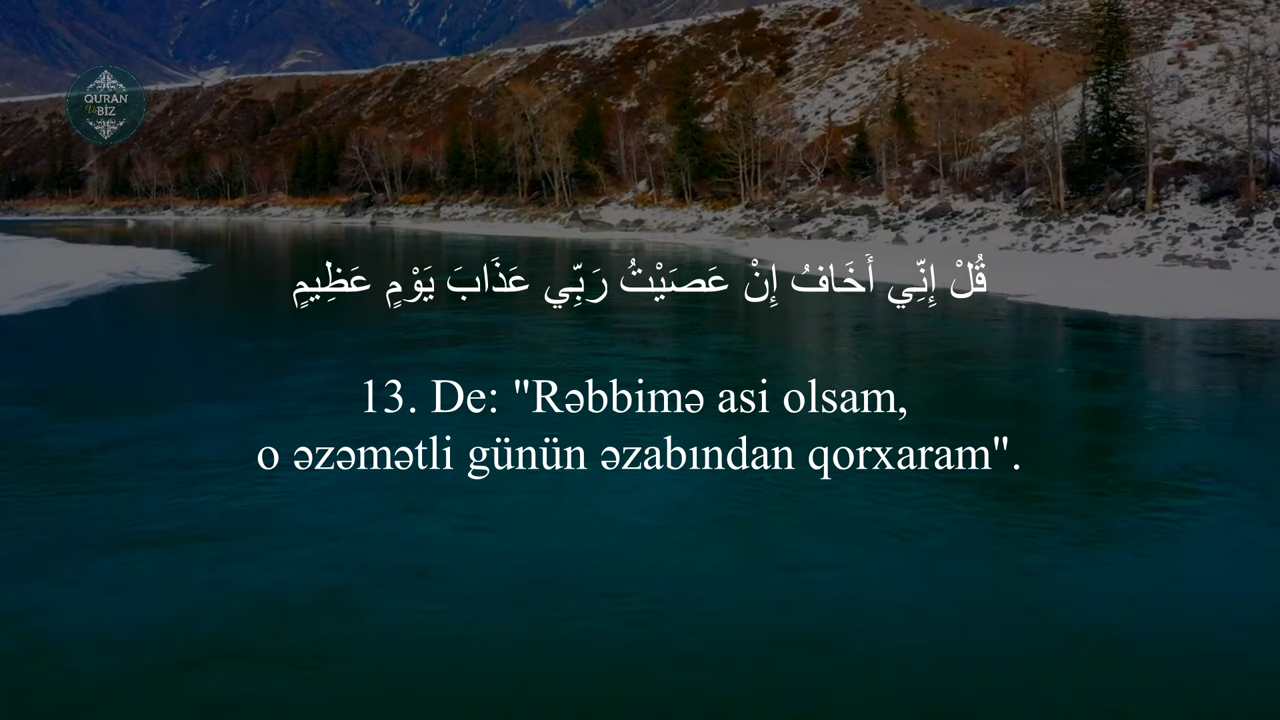 QURAN
Və BİZ
قُلْ إِنِّي أَخَافُ إِنْ عَصَيْتُ رَبِّي عَذَابَ يَوْمٍ عَظِيمٍ
13. De: "Rəbbimə asi olsam,
o əzəmətli günün əzabından qorxaram".